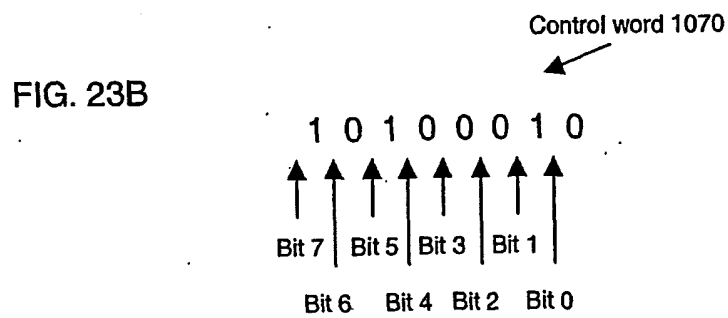 Control word 1070
FIG. 23B
1 0 1 0 0 0 1 0
Bit 7 Bit 5 Bit 3 Bit 1
Bit 6 Bit 4 Bit 2 Bit 0